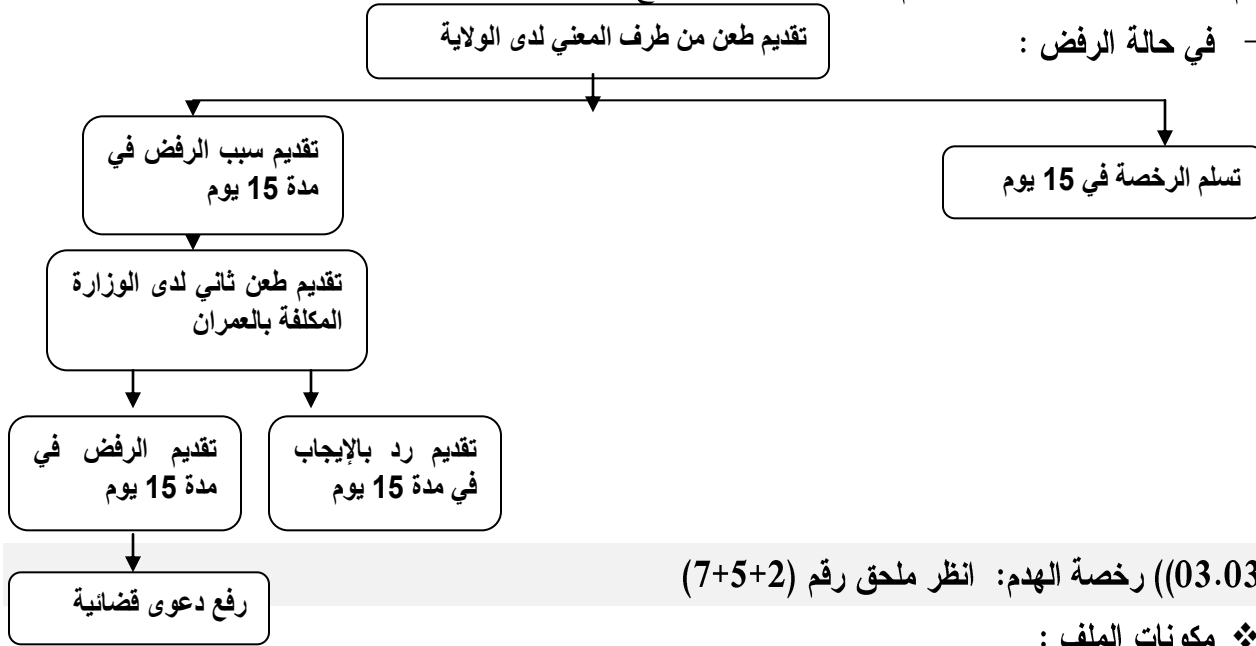 - في حالة الرفض :
تقديم طعن من طرف المعني لدى الولاية
تسلم الرخصة في 15 يوم
تقديم سبب الرفض في
مدة 15 يوم
تقديم طعن ثاني لدى الوزارة
المكلفة بالعمران
تقديم رد بالإيجاب
في مدة 15 يوم
تقديم الرفض في
مدة 15 يوم
رفع دعوى قضائية
03.03)) رخصة الهدم: انظر ملحق رقم (2+5+7)
❖ مكونات الملف :